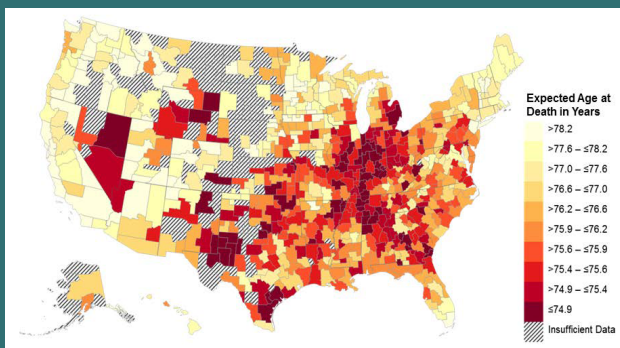 Expected Age at
Death in Years
>78.2
>77.6 – ≤78.2
>77.0 – ≤77.6
>76.6 – ≤77.0
>76.2 – ≤76.6
>75.9 – ≤76.2
>75.6 – ≤75.9
>75.4 – ≤75.6
>74.9 – ≤75.4
≤74.9
Insufficient Data